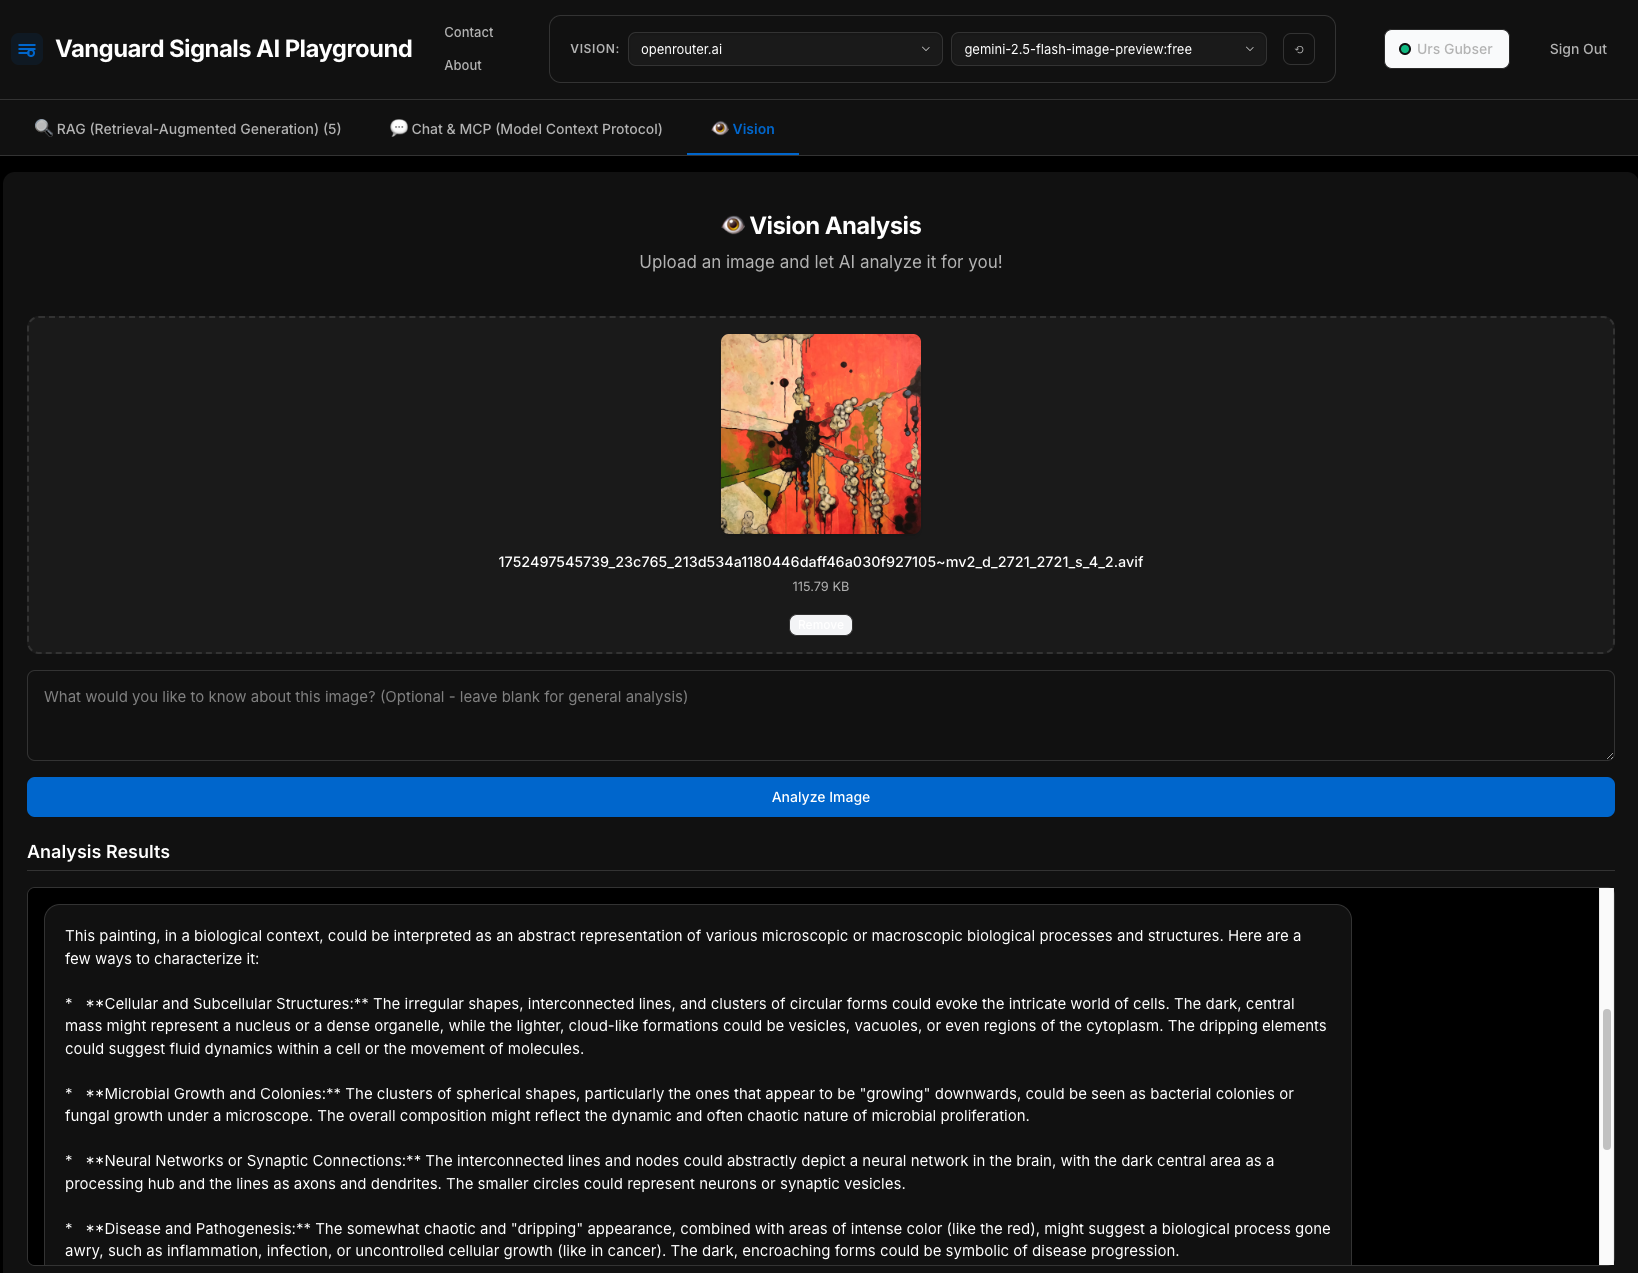 Vanguard Signals AI Playground
Contact
About
VISION:
openrouter.ai
gemini-2.5-flash-image-preview:free
Urs Gubser
Sign Out
RAG (Retrieval-Augmented Generation) (5)
Chat & MCP (Model Context Protocol)
Vision
Vision Analysis
Upload an image and let AI analyze it for you!
1752497545739_23c765_213d534a1180446daff46a030f927105~mv2_d_2721_2721_s_4_2.avif
115.79 KB
Remove
What would you like to know about this image? (Optional - leave blank for general analysis)
Analyze Image
Analysis Results
This painting, in a biological context, could be interpreted as an abstract representation of various microscopic or macroscopic biological processes and structures. Here are a
few ways to characterize it:
*   **Cellular and Subcellular Structures:** The irregular shapes, interconnected lines, and clusters of circular forms could evoke the intricate world of cells. The dark, central
mass might represent a nucleus or a dense organelle, while the lighter, cloud-like formations could be vesicles, vacuoles, or even regions of the cytoplasm. The dripping elements
could suggest fluid dynamics within a cell or the movement of molecules.
*   **Microbial Growth and Colonies:** The clusters of spherical shapes, particularly the ones that appear to be "growing" downwards, could be seen as bacterial colonies or
fungal growth under a microscope. The overall composition might reflect the dynamic and often chaotic nature of microbial proliferation.
*   **Neural Networks or Synaptic Connections:** The interconnected lines and nodes could abstractly depict a neural network in the brain, with the dark central area as a
processing hub and the lines as axons and dendrites. The smaller circles could represent neurons or synaptic vesicles.
*   **Disease and Pathogenesis:** The somewhat chaotic and "dripping" appearance, combined with areas of intense color (like the red), might suggest a biological process gone
awry, such as inflammation, infection, or uncontrolled cellular growth (like in cancer). The dark, encroaching forms could be symbolic of disease progression.